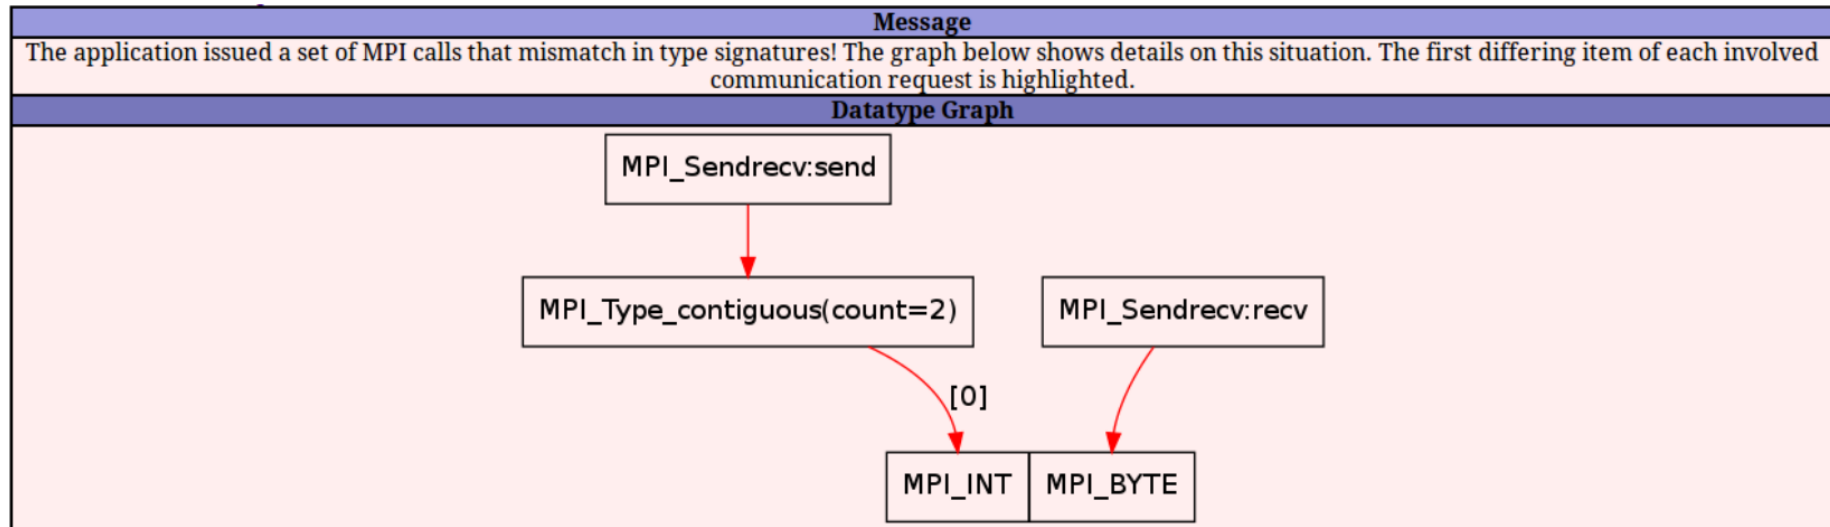 Message
The application issued a set of MPI calls that mismatch in type signatures! The graph below shows details on this situation. The first differing item of each involved
communication request is highlighted.
Datatype Graph
MPI_Sendrecv:send
MPI_Type_contiguous(count=2)
MPI_Sendrecv:recv
[0]
MPI_INT
MPI_BYTE